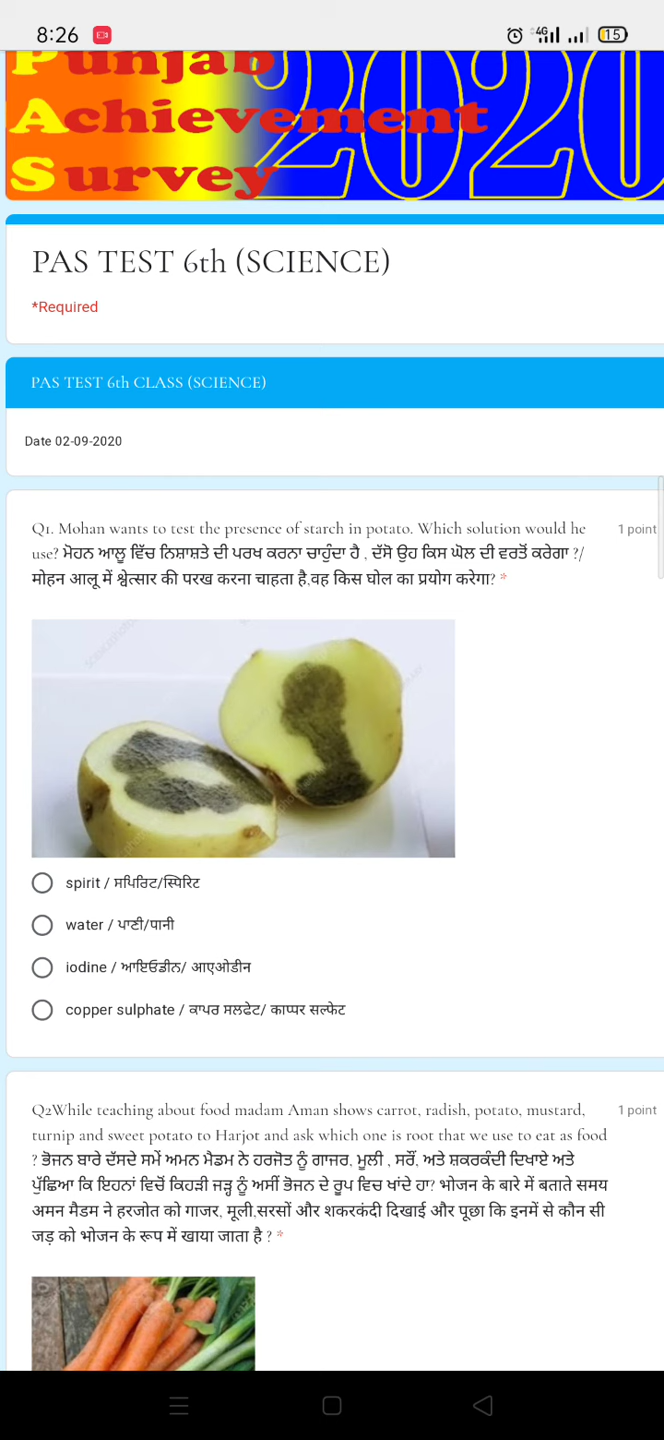 8:26
4G
15
Punjab
Achievement
Survey
2020
PAS TEST 6th (SCIENCE)
*Required
PAS TEST 6th CLASS (SCIENCE)
Date 02-09-2020
Q1. Mohan wants to test the presence of starch in potato. Which solution would he
1 point
use? ਮੋਹਨ ਆਲੂ ਵਿੱਚ ਨਿਸ਼ਾਸ਼ਤੇ ਦੀ ਪਰਖ ਕਰਨਾ ਚਾਹੁੰਦਾ ਹੈ , ਦੱਸੋ ਉਹ ਕਿਸ ਘੋਲ ਦੀ ਵਰਤੋਂ ਕਰੇਗਾ ?/
मोहन आलू में श्वेत्सार की परख करना चाहता है,वह किस घोल का प्रयोग करेगा? *
spirit / ਸਪਿਰਿਟ/स्पिरिट
water / ਪਾਣੀ/पानी
iodine / ਆਇਓਡੀਨ/ आएओडीन
copper sulphate / ਕਾਪਰ ਸਲਫੇਟ/ काप्पर सल्फेट
Q2While teaching about food madam Aman shows carrot, radish, potato, mustard,
1 point
turnip and sweet potato to Harjot and ask which one is root that we use to eat as food
? ਭੋਜਨ ਬਾਰੇ ਦੱਸਦੇ ਸਮੇਂ ਅਮਨ ਮੈਡਮ ਨੇ ਹਰਜੋਤ ਨੂੰ ਗਾਜਰ, ਮੂਲੀ , ਸਰੋਂ, ਅਤੇ ਸ਼ਕਰਕੰਦੀ ਦਿਖਾਏ ਅਤੇ
ਪੁੱਛਿਆ ਕਿ ਇਹਨਾਂ ਵਿਚੋਂ ਕਿਹੜੀ ਜੜ੍ਹ ਨੂੰ ਅਸੀਂ ਭੋਜਨ ਦੇ ਰੂਪ ਵਿਚ ਖਾਂਦੇ ਹਾ? भोजन के बारे में बताते समय
अमन मैडम ने हरजोत को गाजर, मूली,सरसों और शकरकंदी दिखाई और पूछा कि इनमें से कौन सी
जड़ को भोजन के रूप में खाया जाता है ? *